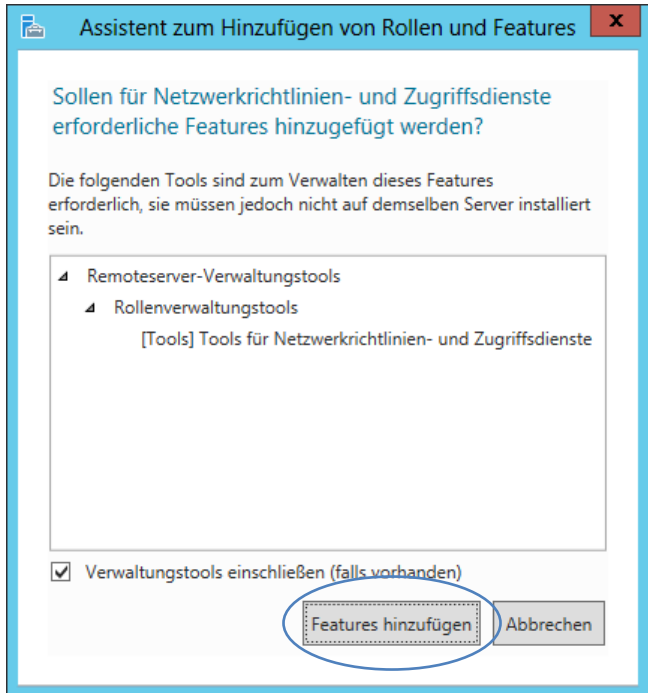 Assistent zum Hinzufügen von Rollen und Features
x
Sollen für Netzwerkrichtlinien- und Zugriffsdienste
erforderliche Features hinzugefügt werden?
Die folgenden Tools sind zum Verwalten dieses Features
erforderlich, sie müssen jedoch nicht auf demselben Server installiert
sein.
Remoteserver-Verwaltungstools
Rollenverwaltungstools
[Tools] Tools für Netzwerkrichtlinien- und Zugriffsdienste
Verwaltungstools einschließen (falls vorhanden)
Features hinzufügen
Abbrechen